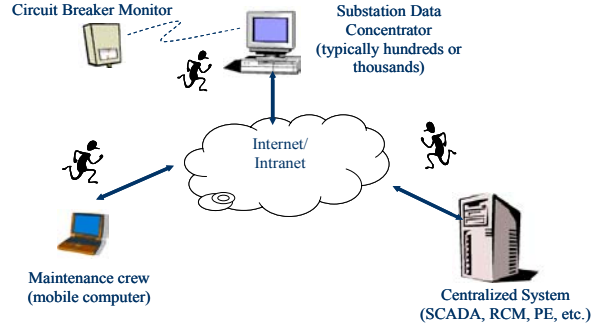 Circuit Breaker Monitor
Substation Data
Concentrator
(typically hundreds or
thousands)
Internet/
Intranet
Maintenance crew
(mobile computer)
Centralized System
(SCADA, RCM, PE, etc.)